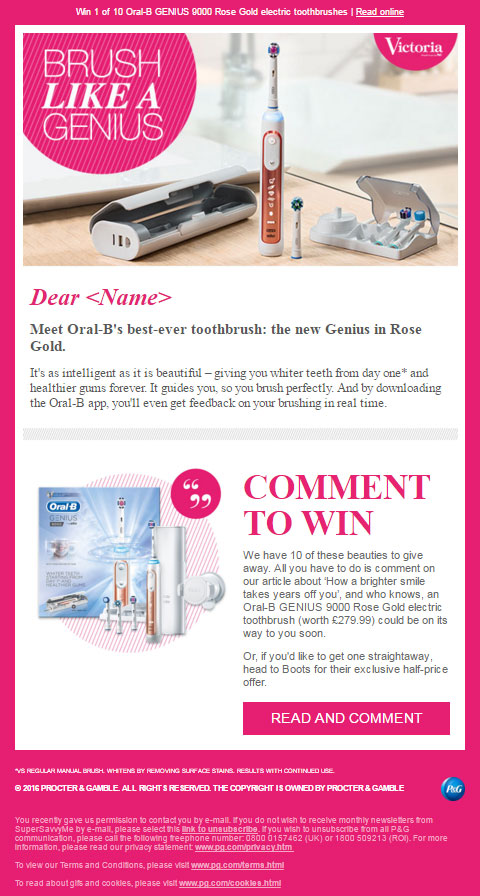 Win 1 of 10 Oral-B GENIUS 9000 Rose Gold electric toothbrushes | Read online
BRUSH
LIKE A
GENIUS
Victoria
Dear <Name>
Meet Oral-B's best-ever toothbrush: the new Genius in Rose
Gold.
It's as intelligent as it is beautiful – giving you whiter teeth from day one* and
healthier gums forever. It guides you, so you brush perfectly. And by downloading
the Oral-B app, you'll even get feedback on your brushing in real time.
Oral-B
GENIUS
WHITER TEETH
STARTING FROM
DAY 1 AND
HEALTHIER GUMS
COMMENT
TO WIN
We have 10 of these beauties to give
away. All you have to do is comment on
our article about ‘How a brighter smile
takes years off you’, and who knows, an
Oral-B GENIUS 9000 Rose Gold electric
toothbrush (worth £279.99) could be on its
way to you soon.
Or, if you'd like to get one straightaway,
head to Boots for their exclusive half-price
offer.
READ AND COMMENT
*VS REGULAR MANUAL BRUSH. WHITENS BY REMOVING SURFACE STAINS. RESULTS WITH CONTINUED USE.
© 2016 PROCTER & GAMBLE. ALL RIGHTS RESERVED. THE COPYRIGHT IS OWNED BY PROCTER & GAMBLE
P&G
You recently gave us permission to contact you by e-mail. If you do not wish to receive monthly newsletters from
SuperSavvyMe by e-mail, please select this link to unsubscribe. If you wish to unsubscribe from all P&G
communication, please call the following freephone number: 0800 0157462 (UK) or 1800 509213 (ROI). For more
information, please read our privacy statement: www.pg.com/privacy.htm
To view our Terms and Conditions, please visit www.pg.com/terms.html
To read about gifs and cookies, please visit www.pg.com/cookies.html